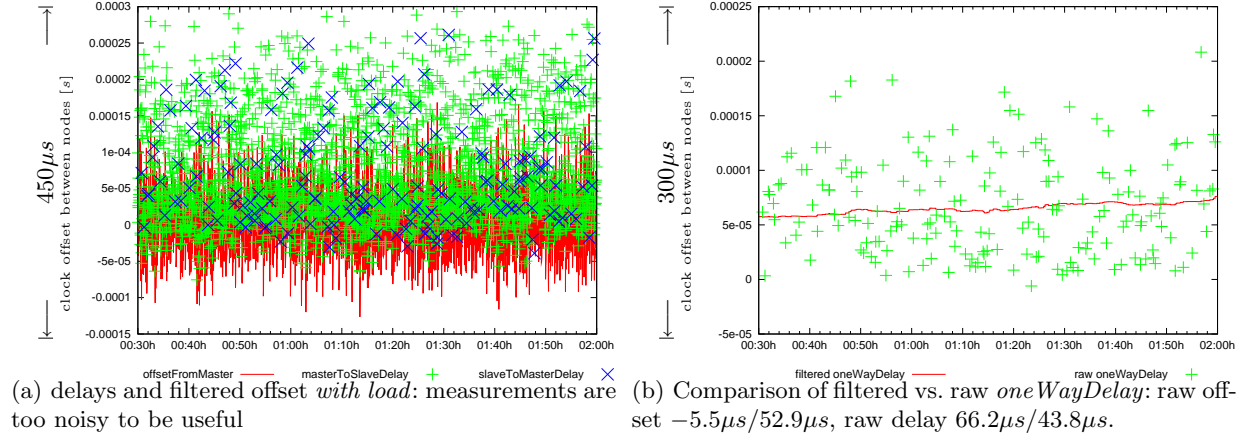 0.0003
0.00025
0.0002
0.00015
1e-04
5e-05
0
-5e-05
-0.0001
-0.00015
450µs
clock offset between nodes [s]
00:30h 00:40h 00:50h 01:00h 01:10h 01:20h 01:30h 01:40h 01:50h 02:00h
offsetFromMaster masterToSlaveDelay slaveToMasterDelay
(a) delays and filtered offset with load: measurements are
too noisy to be useful
0.00025
0.0002
0.00015
0.0001
5e-05
0
-5e-05
300µs
clock offset between nodes [s]
00:30h 00:40h 00:50h 01:00h 01:10h 01:20h 01:30h 01:40h 01:50h 02:00h
filtered oneWayDelay raw oneWayDelay
(b) Comparison of filtered vs. raw oneWayDelay: raw off-
set −5.5µs/52.9µs, raw delay 66.2µs/43.8µs.